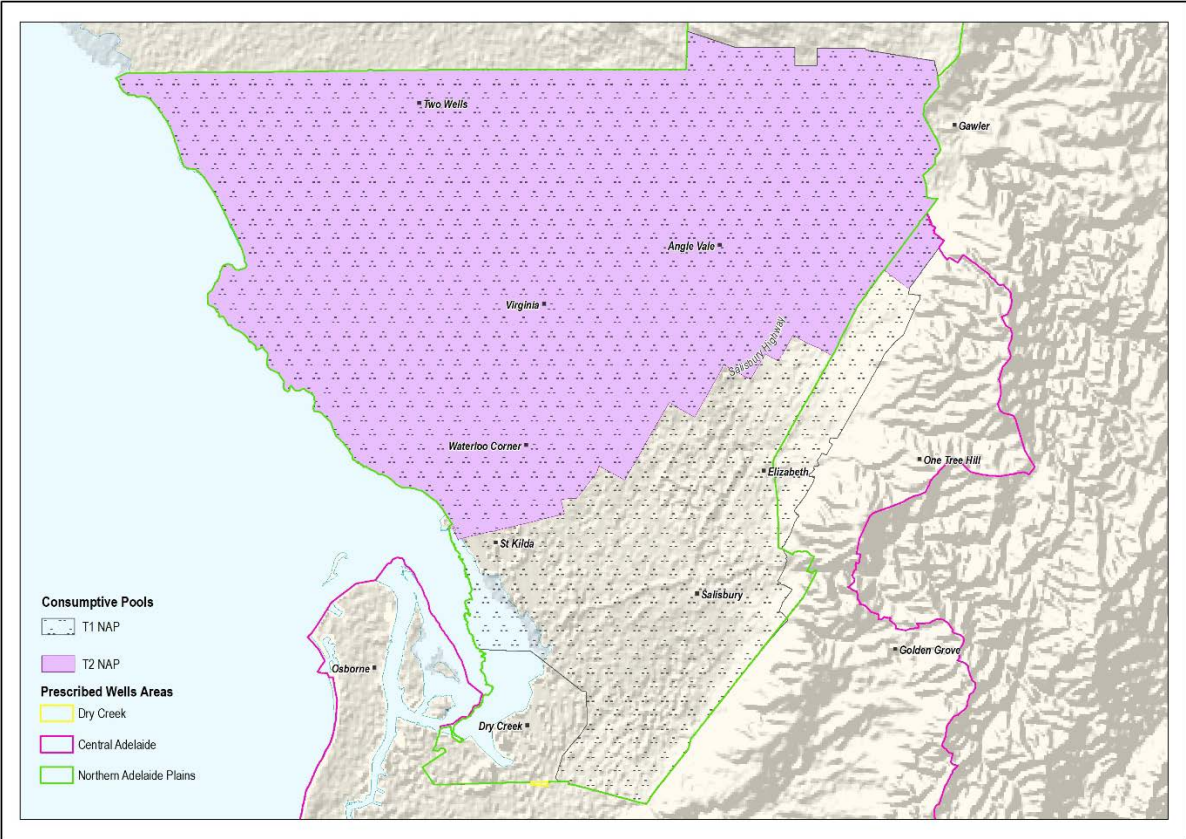 Two Wells
Gawler
Angle Vale
Virginia
Salisbury Highway
Waterloo Corner
One Tree Hill
Elizabeth
St Kilda
Salisbury
Golden Grove
Osborne
Dry Creek
Consumptive Pools
T1 NAP
T2 NAP
Prescribed Wells Areas
Dry Creek
Central Adelaide
Northern Adelaide Plains